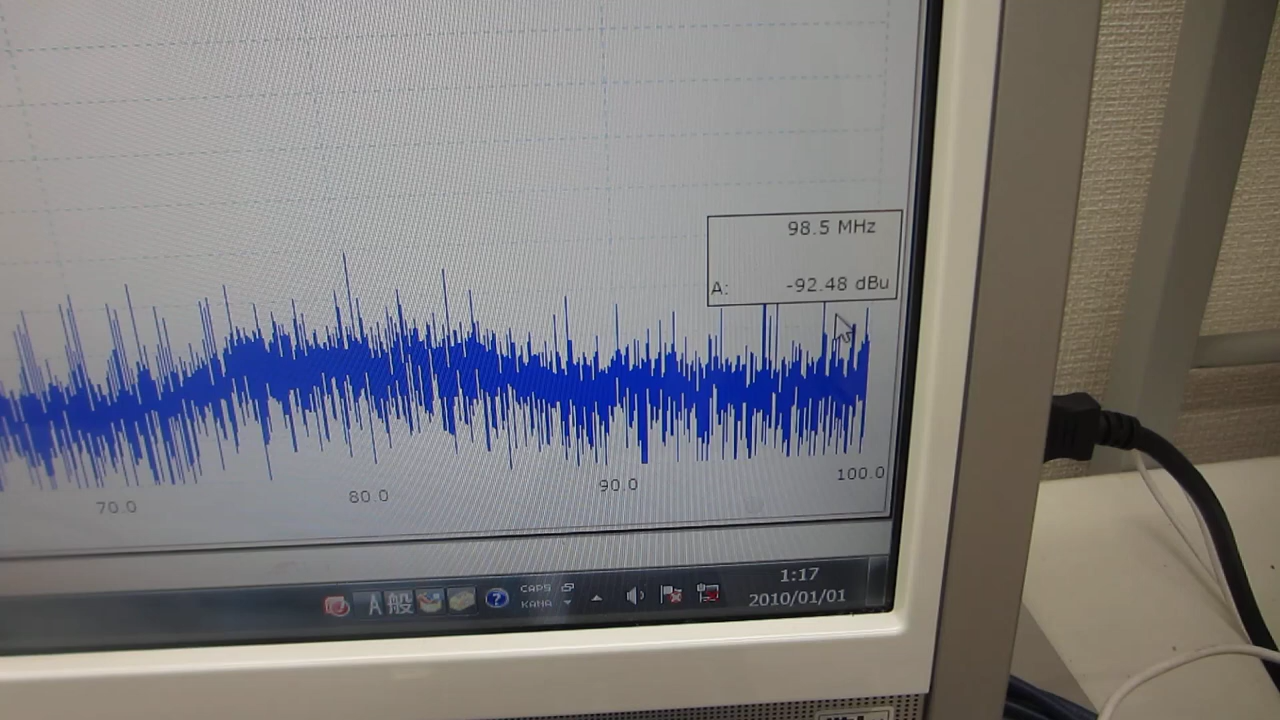 98.5 MHz
A: -92.48 dBu
70.0 80.0 90.0 100.0
A 般 ? CAPS
KANA
1:17
2010/01/01